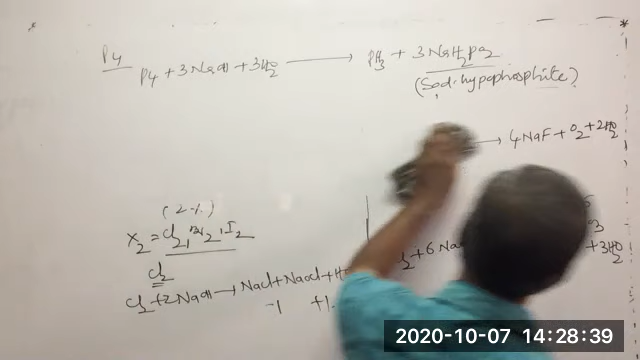 P4
P4 + 3NaOH + 3H2O → PH3 + 3NaH2PO2
(Sod. hypophosphite)
→ 4NaF + O2 + 2H2O
(2%)
X2 = Cl2, Br2, I2
Cl2
+ 6Na
+ 3H2O
Cl2 + 2NaOH → NaCl + NaOCl + H
-1 +1
2020-10-07 14:28:39